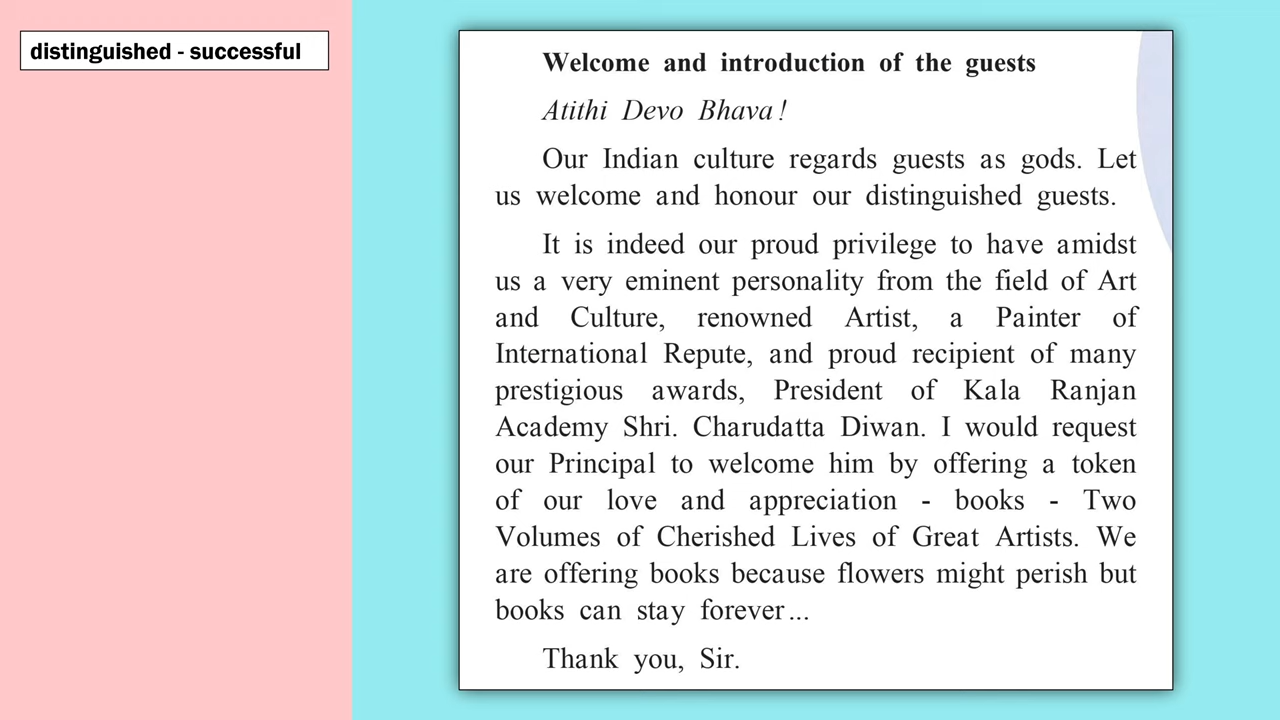 distinguished - successful
Welcome and introduction of the guests
Atithi Devo Bhava !
Our Indian culture regards guests as gods. Let
us welcome and honour our distinguished guests.
It is indeed our proud privilege to have amidst
us a very eminent personality from the field of Art
and Culture, renowned Artist, a Painter of
International Repute, and proud recipient of many
prestigious awards, President of Kala Ranjan
Academy Shri. Charudatta Diwan. I would request
our Principal to welcome him by offering a token
of our love and appreciation - books - Two
Volumes of Cherished Lives of Great Artists. We
are offering books because flowers might perish but
books can stay forever ...
Thank you, Sir.